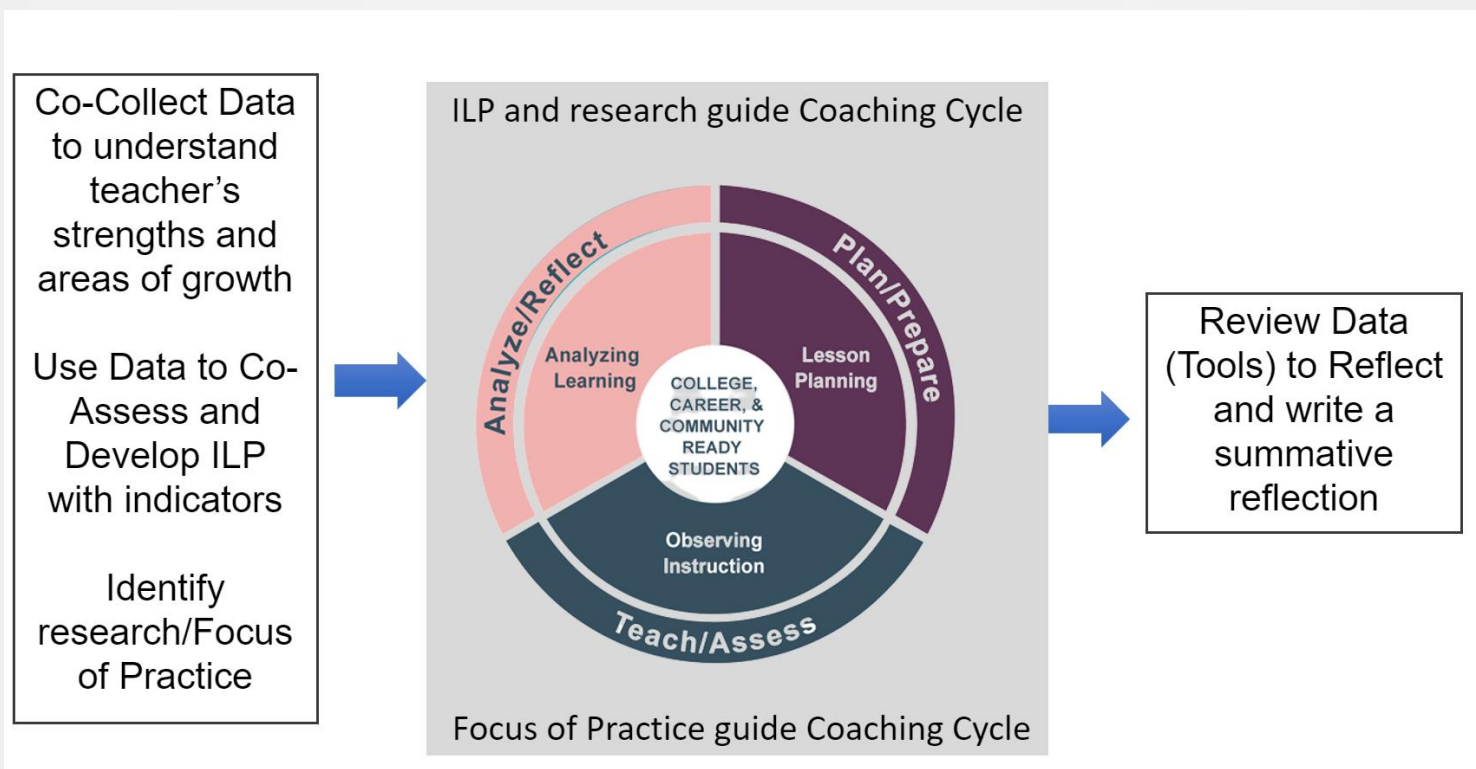 Co-Collect Data
to understand
teacher’s
strengths and
areas of growth
Use Data to Co-
Assess and
Develop ILP
with indicators
Identify
research/Focus
of Practice
ILP and research guide Coaching Cycle
Analyze/Reflect
Plan/Prepare
Analyzing
Learning
Lesson
Planning
COLLEGE,
CAREER, &
COMMUNITY
READY
STUDENTS
Observing
Instruction
Teach/Assess
Focus of Practice guide Coaching Cycle
Review Data
(Tools) to Reflect
and write a
summative
reflection